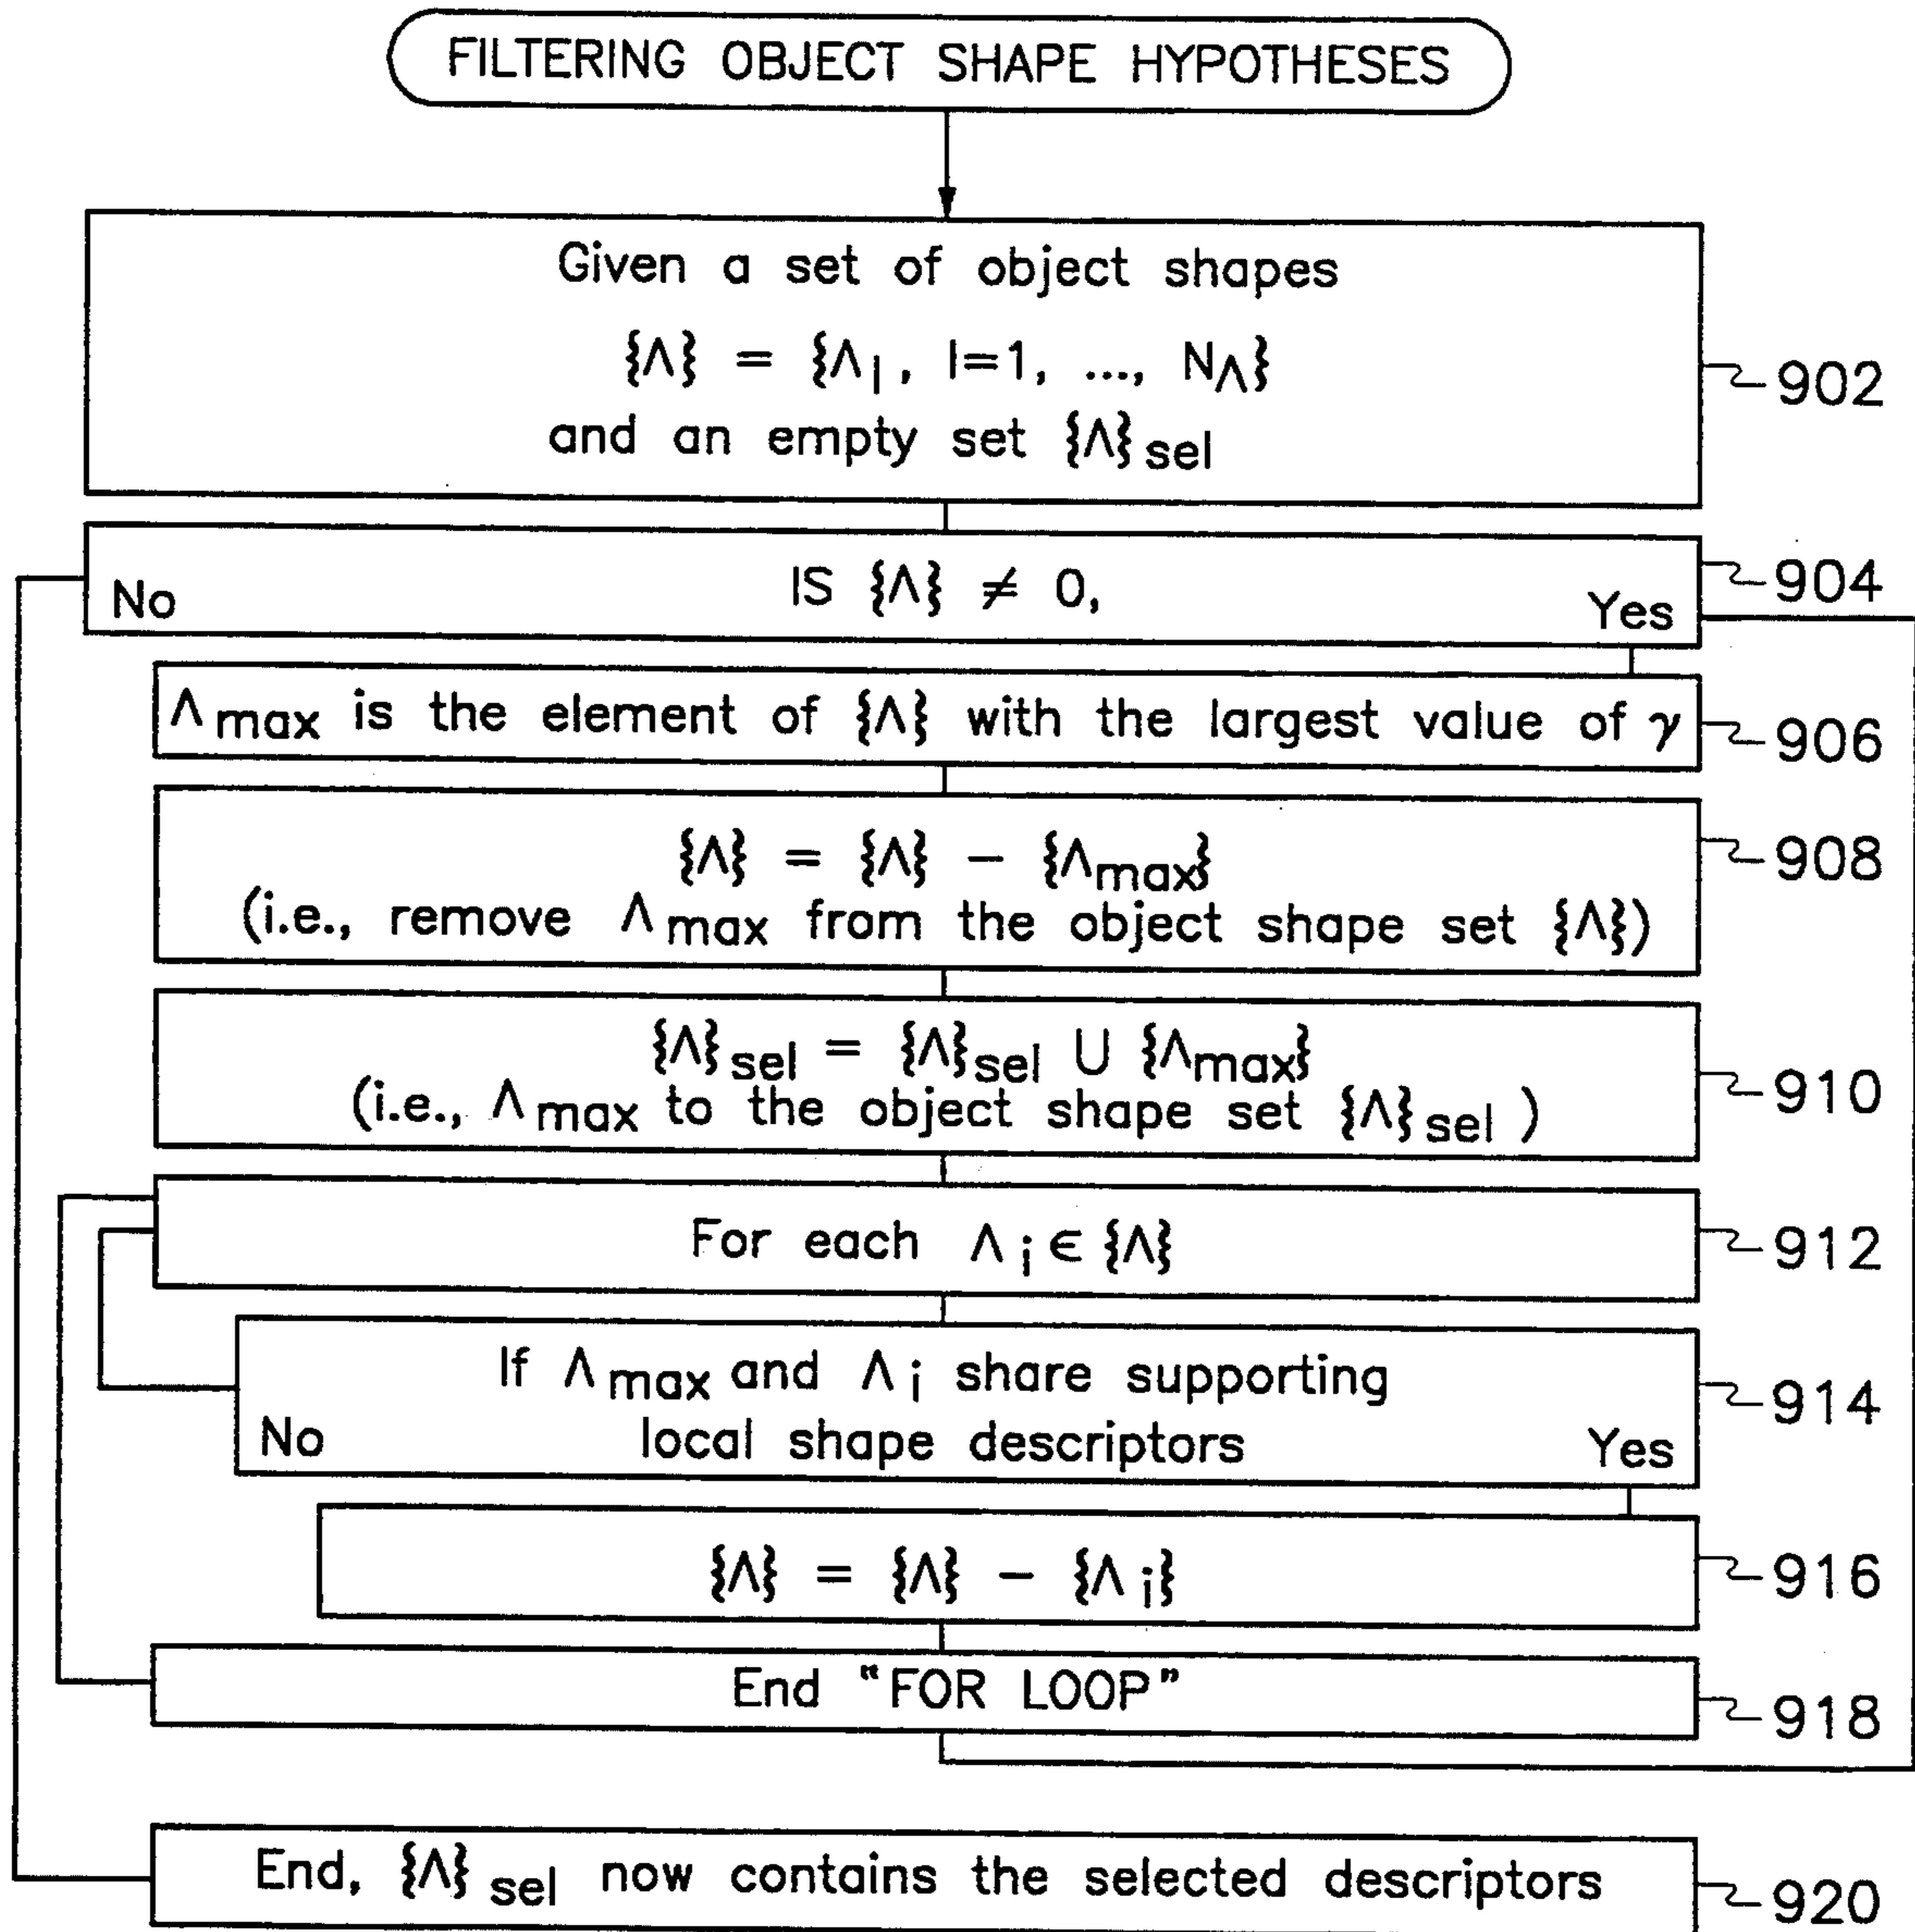 FILTERING OBJECT SHAPE HYPOTHESES
Given a set of object shapes
{Λ} = {Λl, l=1, ..., NΛ}
and an empty set {Λ}sel
902
IS {Λ} ≠ 0,
No
Yes
904
Λmax is the element of {Λ} with the largest value of γ
906
{Λ} = {Λ} − {Λmax}
(i.e., remove Λmax from the object shape set {Λ})
908
{Λ}sel = {Λ}sel ∪ {Λmax}
(i.e., Λmax to the object shape set {Λ}sel )
910
For each Λi ∈ {Λ}
912
If Λmax and Λi share supporting
local shape descriptors
No
Yes
914
{Λ} = {Λ} − {Λi}
916
End “FOR LOOP”
918
End, {Λ}sel now contains the selected descriptors
920